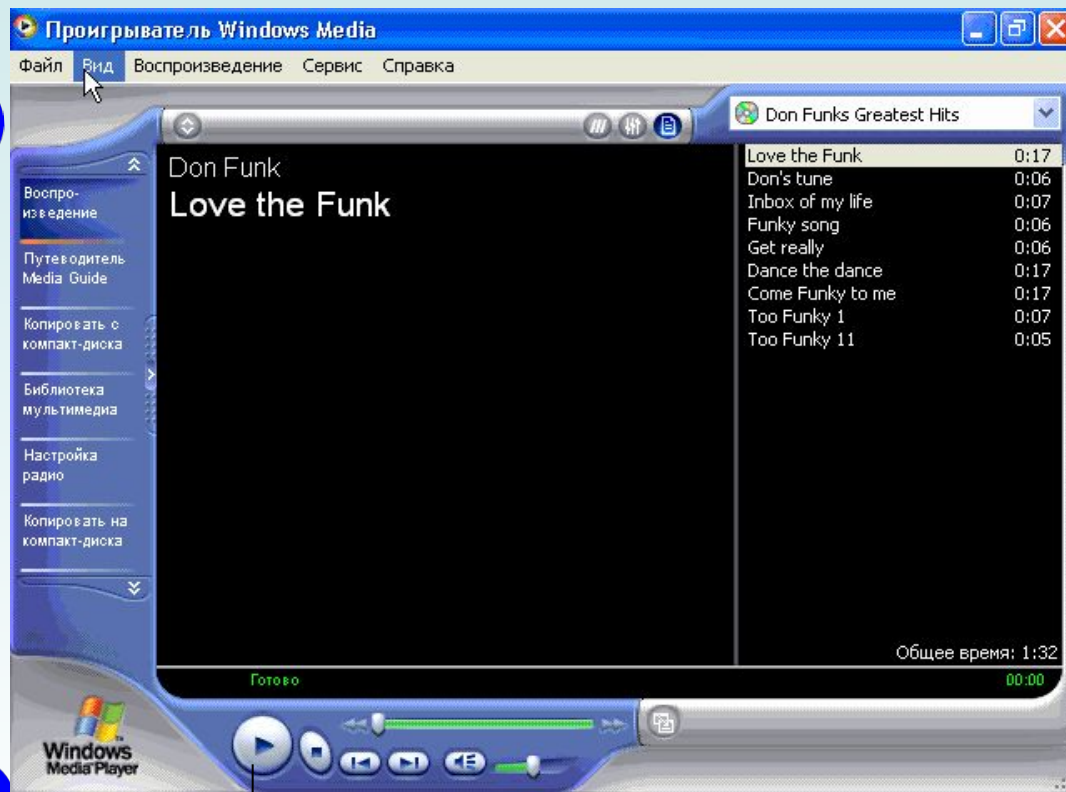 Проигрыватель Windows Media
Файл Вид Воспроизведение Сервис Справка
Don Funks Greatest Hits
Воспро-
изведение
Путеводитель
Media Guide
Копировать с
компакт-диска
Библиотека
мультимедиа
Настройка
радио
Копировать на
компакт-диска
Don Funk
Love the Funk
Love the Funk 0:17
Don's tune 0:06
Inbox of my life 0:07
Funky song 0:06
Get really 0:06
Dance the dance 0:17
Come Funky to me 0:17
Too Funky 1 0:07
Too Funky 11 0:05
Общее время: 1:32
Готово 00:00
Windows
Media Player